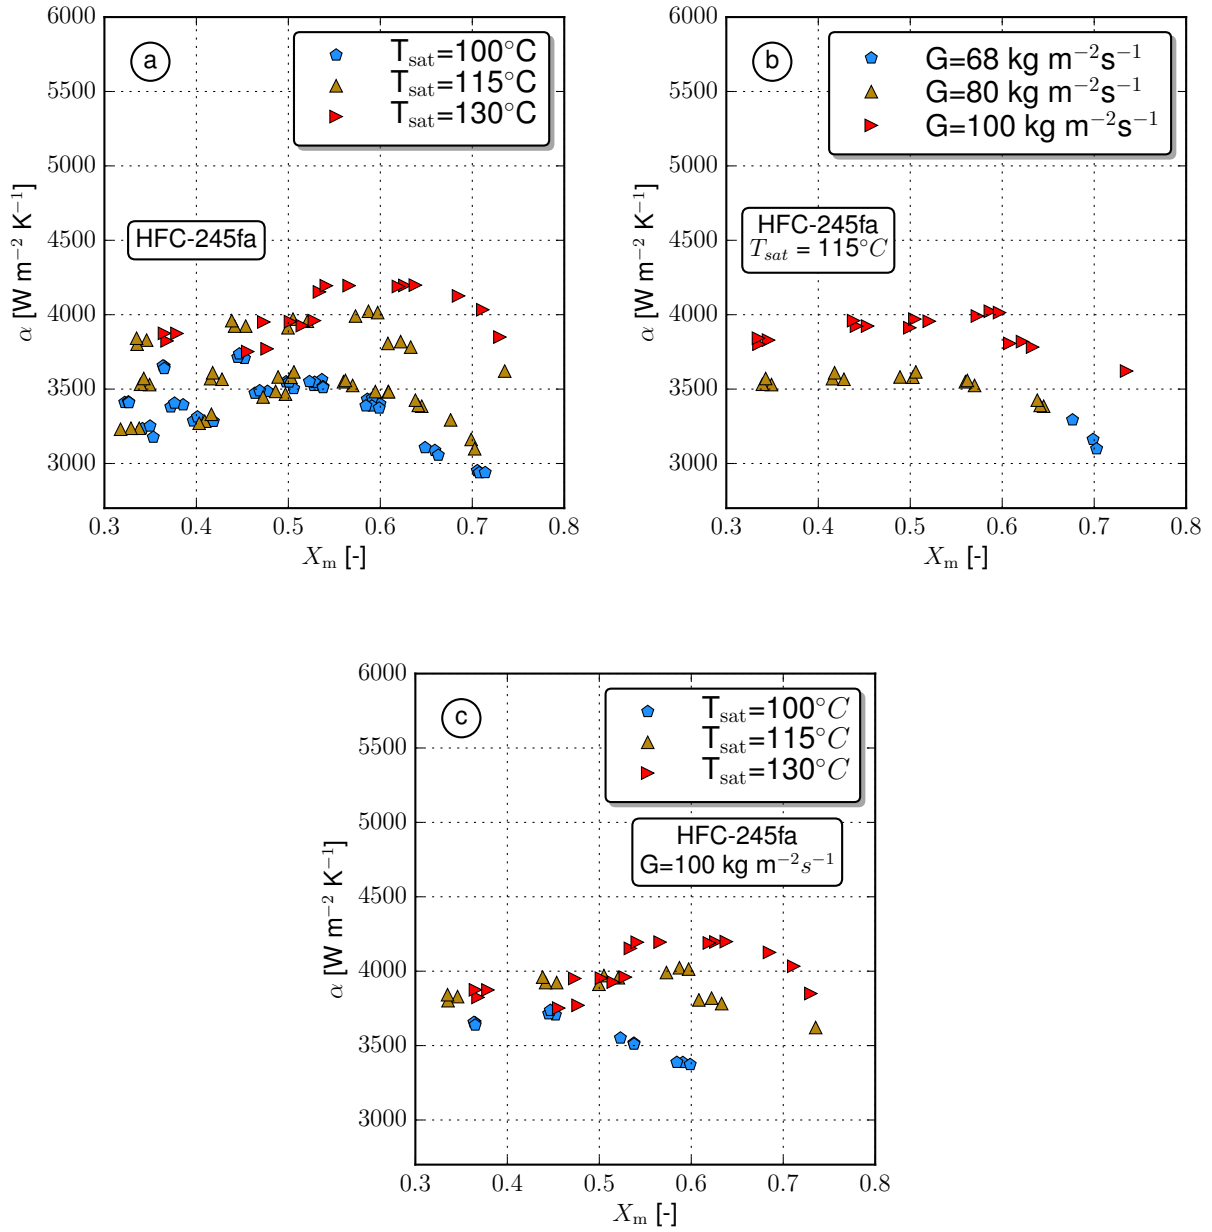 a
T_sat=100°C
T_sat=115°C
T_sat=130°C
HFC-245fa
α [W m⁻² K⁻¹]
6000
5500
5000
4500
4000
3500
3000
0.3 0.4 0.5 0.6 0.7 0.8
X_m [-]
b
G=68 kg m⁻²s⁻¹
G=80 kg m⁻²s⁻¹
G=100 kg m⁻²s⁻¹
HFC-245fa
T_sat = 115°C
α [W m⁻² K⁻¹]
6000
5500
5000
4500
4000
3500
3000
0.3 0.4 0.5 0.6 0.7 0.8
X_m [-]
c
T_sat=100°C
T_sat=115°C
T_sat=130°C
HFC-245fa
G=100 kg m⁻²s⁻¹
α [W m⁻² K⁻¹]
6000
5500
5000
4500
4000
3500
3000
0.3 0.4 0.5 0.6 0.7 0.8
X_m [-]